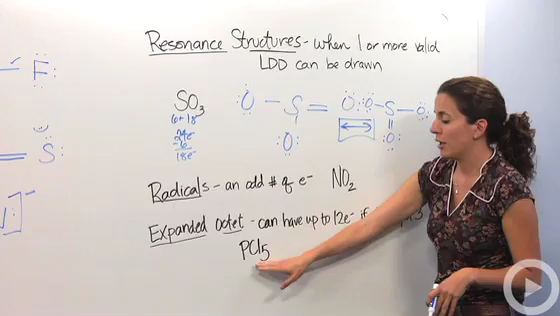 Resonance Structures - when 1 or more valid
LDD can be drawn
F
SO3
6+18
24e-
-6
18e-
O - S = O
O
O - S - O
O
S
Radicals - an odd # of e- NO2
Expanded octet - can have up to 12e- if
PCl5